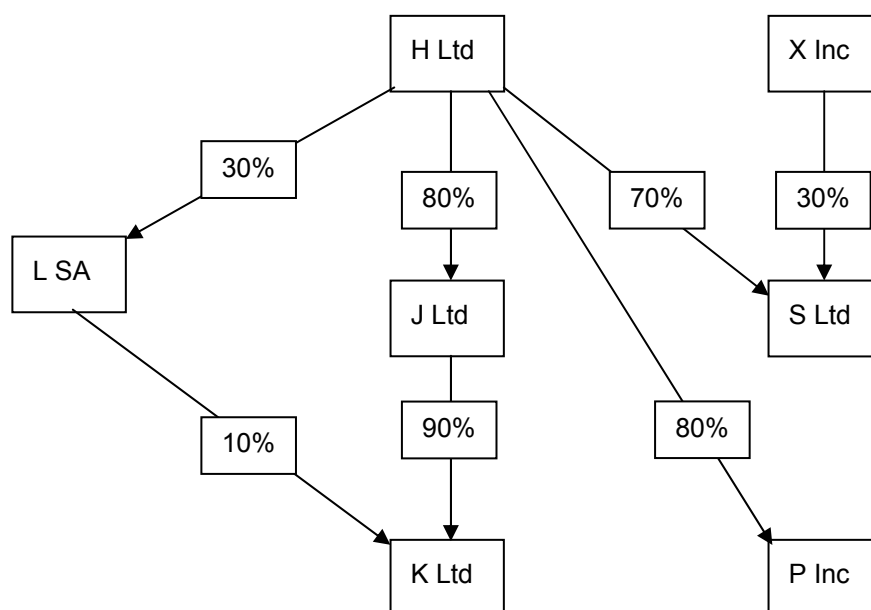 H Ltd
X Inc
30%
80%
70%
30%
L SA
J Ltd
S Ltd
10%
90%
80%
K Ltd
P Inc